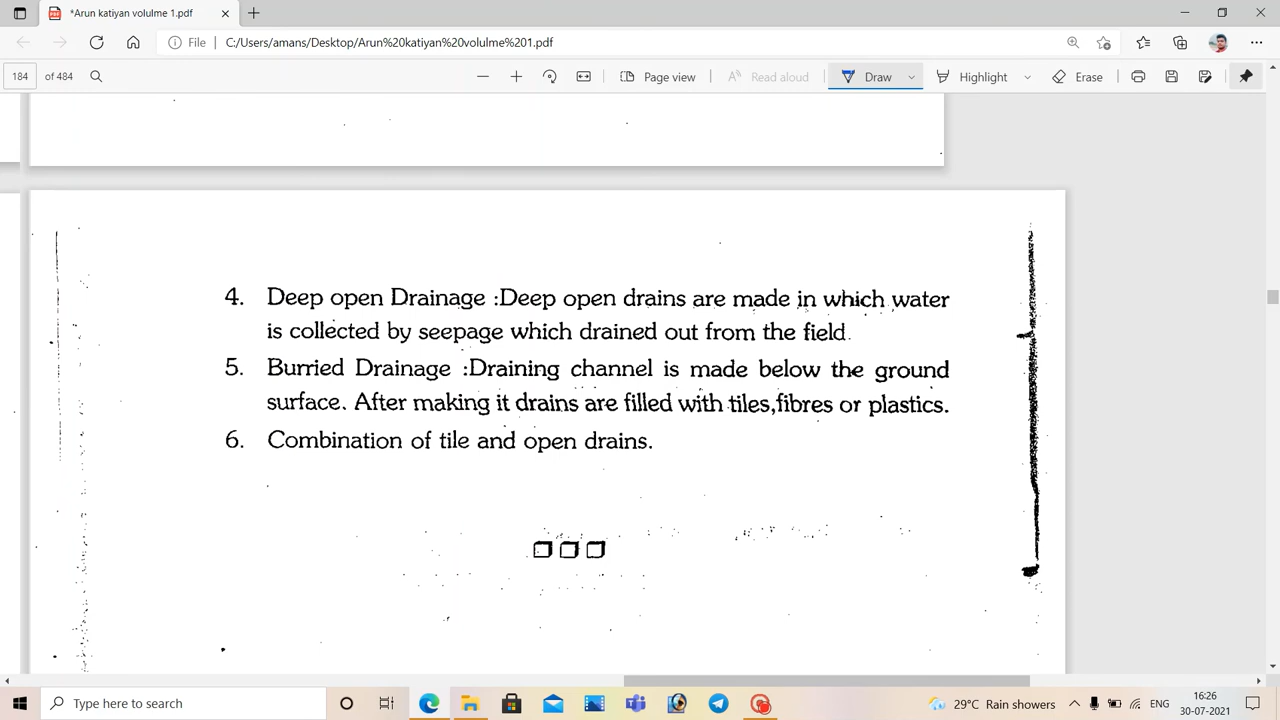 *Arun katiyan volulme 1.pdf
File C:/Users/amans/Desktop/Arun%20katiyan%20volulme%201.pdf
184 of 484 Page view Read aloud Draw Highlight Erase
4. Deep open Drainage :Deep open drains are made in which water
is collected by seepage which drained out from the field.
5. Burried Drainage :Draining channel is made below the ground
surface. After making it drains are filled with tiles,fibres or plastics.
6. Combination of tile and open drains.
Type here to search 29°C Rain showers ENG 16:26
30-07-2021